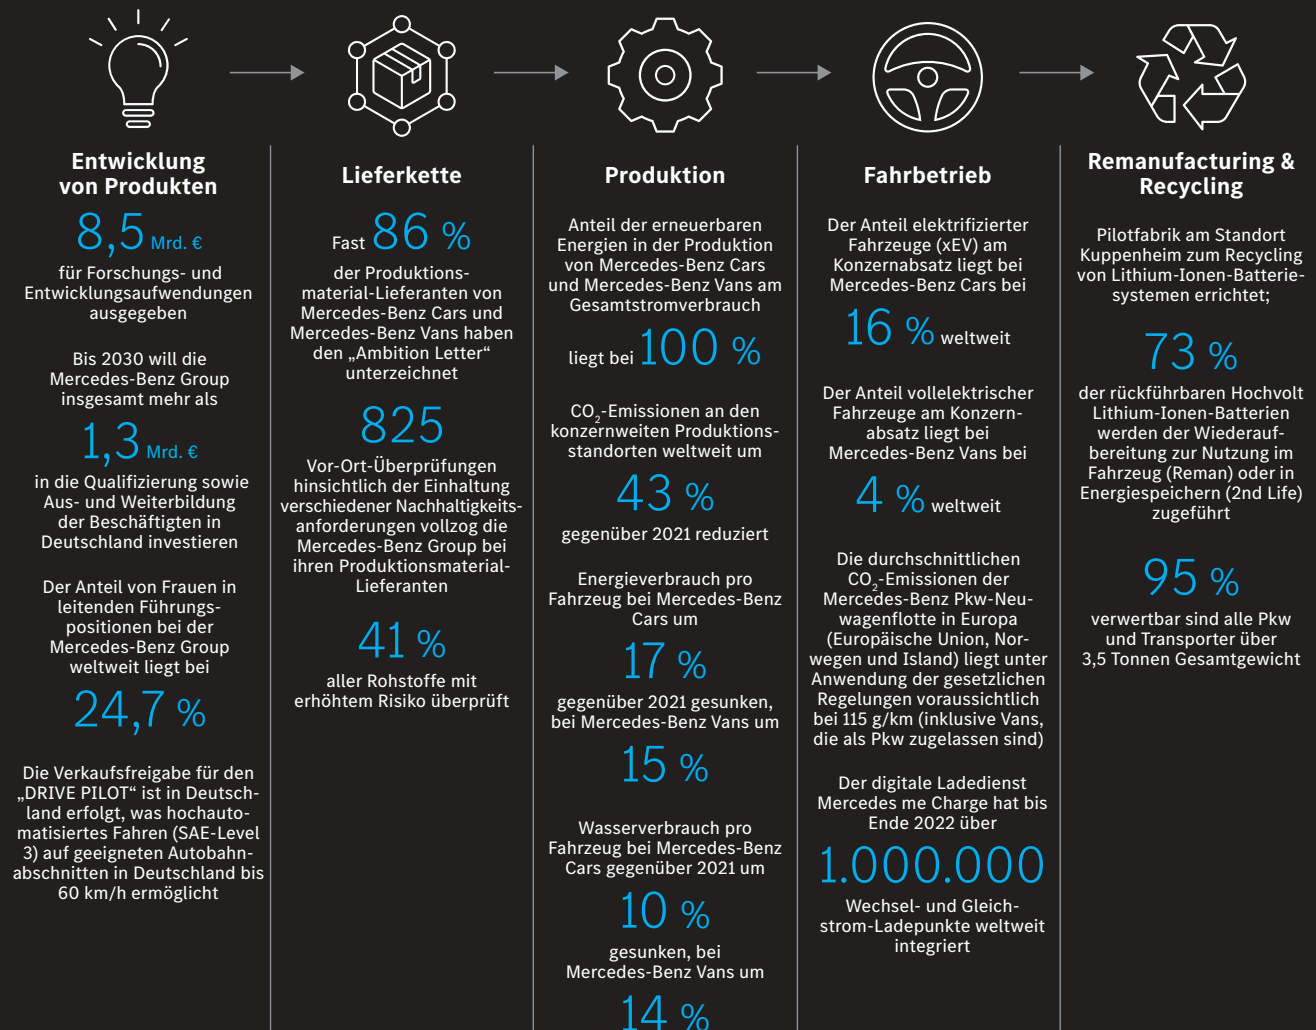 Entwicklung
von Produkten
8,5 Mrd. €
für Forschungs- und
Entwicklungsaufwendungen
ausgegeben
Bis 2030 will die
Mercedes-Benz Group
insgesamt mehr als
1,3 Mrd. €
in die Qualifizierung sowie
Aus- und Weiterbildung
der Beschäftigten in
Deutschland investieren
Der Anteil von Frauen in
leitenden Führungs-
positionen bei der
Mercedes-Benz Group
weltweit liegt bei
24,7 %
Die Verkaufsfreigabe für den
„DRIVE PILOT“ ist in Deutsch-
land erfolgt, was hochauto-
matisiertes Fahren (SAE-Level
3) auf geeigneten Autobahn-
abschnitten in Deutschland bis
60 km/h ermöglicht
Lieferkette
Fast 86 %
der Produktions-
material-Lieferanten von
Mercedes-Benz Cars und
Mercedes-Benz Vans haben
den „Ambition Letter“
unterzeichnet
825
Vor-Ort-Überprüfungen
hinsichtlich der Einhaltung
verschiedener Nachhaltigkeits-
anforderungen vollzog die
Mercedes-Benz Group bei
ihren Produktionsmaterial-
Lieferanten
41 %
aller Rohstoffe mit
erhöhtem Risiko überprüft
Produktion
Anteil der erneuerbaren
Energien in der Produktion
von Mercedes-Benz Cars
und Mercedes-Benz Vans am
Gesamtstromverbrauch
liegt bei 100 %
CO₂-Emissionen an den
konzernweiten Produktions-
standorten weltweit um
43 %
gegenüber 2021 reduziert
Energieverbrauch pro
Fahrzeug bei Mercedes-Benz
Cars um
17 %
gegenüber 2021 gesunken,
bei Mercedes-Benz Vans um
15 %
Wasserverbrauch pro
Fahrzeug bei Mercedes-Benz
Cars gegenüber 2021 um
10 %
gesunken, bei
Mercedes-Benz Vans um
14 %
Fahrbetrieb
Der Anteil elektrifizierter
Fahrzeuge (xEV) am
Konzernabsatz liegt bei
Mercedes-Benz Cars bei
16 % weltweit
Der Anteil vollelektrischer
Fahrzeuge am Konzern-
absatz liegt bei
Mercedes-Benz Vans bei
4 % weltweit
Die durchschnittlichen
CO₂-Emissionen der
Mercedes-Benz Pkw-Neu-
wagenflotte in Europa
(Europäische Union, Nor-
wegen und Island) liegt unter
Anwendung der gesetzlichen
Regelungen voraussichtlich
bei 115 g/km (inklusive Vans,
die als Pkw zugelassen sind)
Der digitale Ladedienst
Mercedes me Charge hat bis
Ende 2022 über
1.000.000
Wechsel- und Gleich-
strom-Ladepunkte weltweit
integriert
Remanufacturing &
Recycling
Pilotfabrik am Standort
Kuppenheim zum Recycling
von Lithium-Ionen-Batterie-
systemen errichtet;
73 %
der rückführbaren Hochvolt
Lithium-Ionen-Batterien
werden der Wiederauf-
bereitung zur Nutzung im
Fahrzeug (Reman) oder in
Energiespeichern (2nd Life)
zugeführt
95 %
verwertbar sind alle Pkw
und Transporter über
3,5 Tonnen Gesamtgewicht